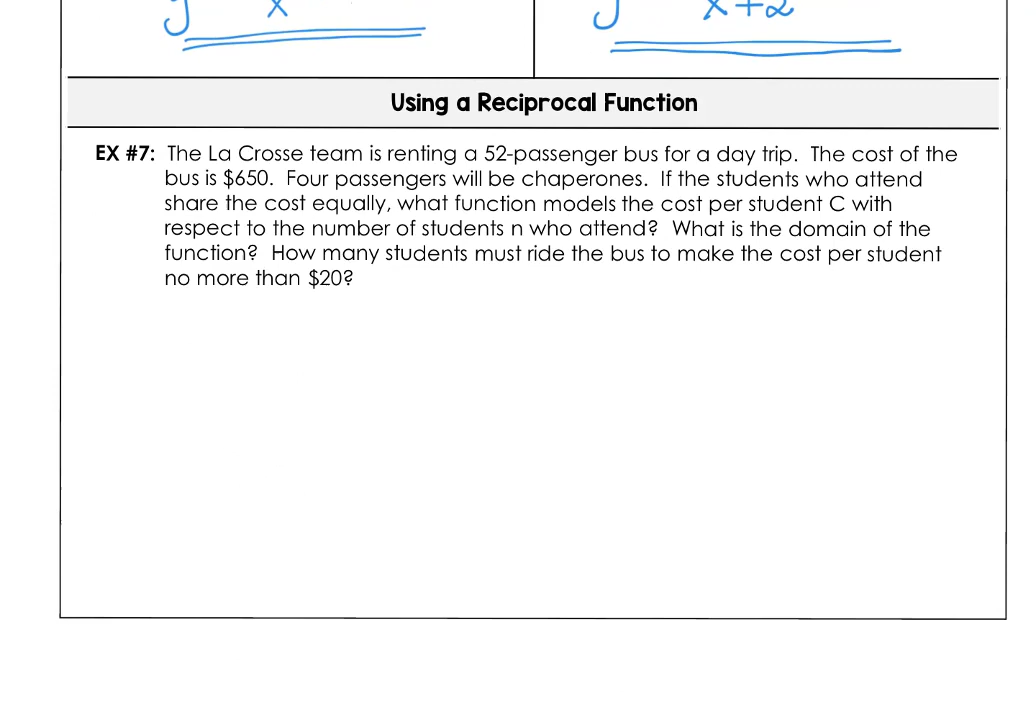 y x
y x+2
Using a Reciprocal Function
EX #7: The La Crosse team is renting a 52-passenger bus for a day trip. The cost of the
bus is $650. Four passengers will be chaperones. If the students who attend
share the cost equally, what function models the cost per student C with
respect to the number of students n who attend? What is the domain of the
function? How many students must ride the bus to make the cost per student
no more than $20?